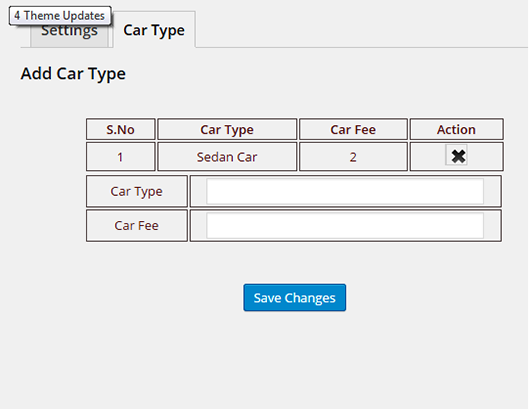 4 Theme Updates
Settings
Car Type
Add Car Type
S.No Car Type Car Fee Action
1 Sedan Car 2
Car Type
Car Fee
Save Changes